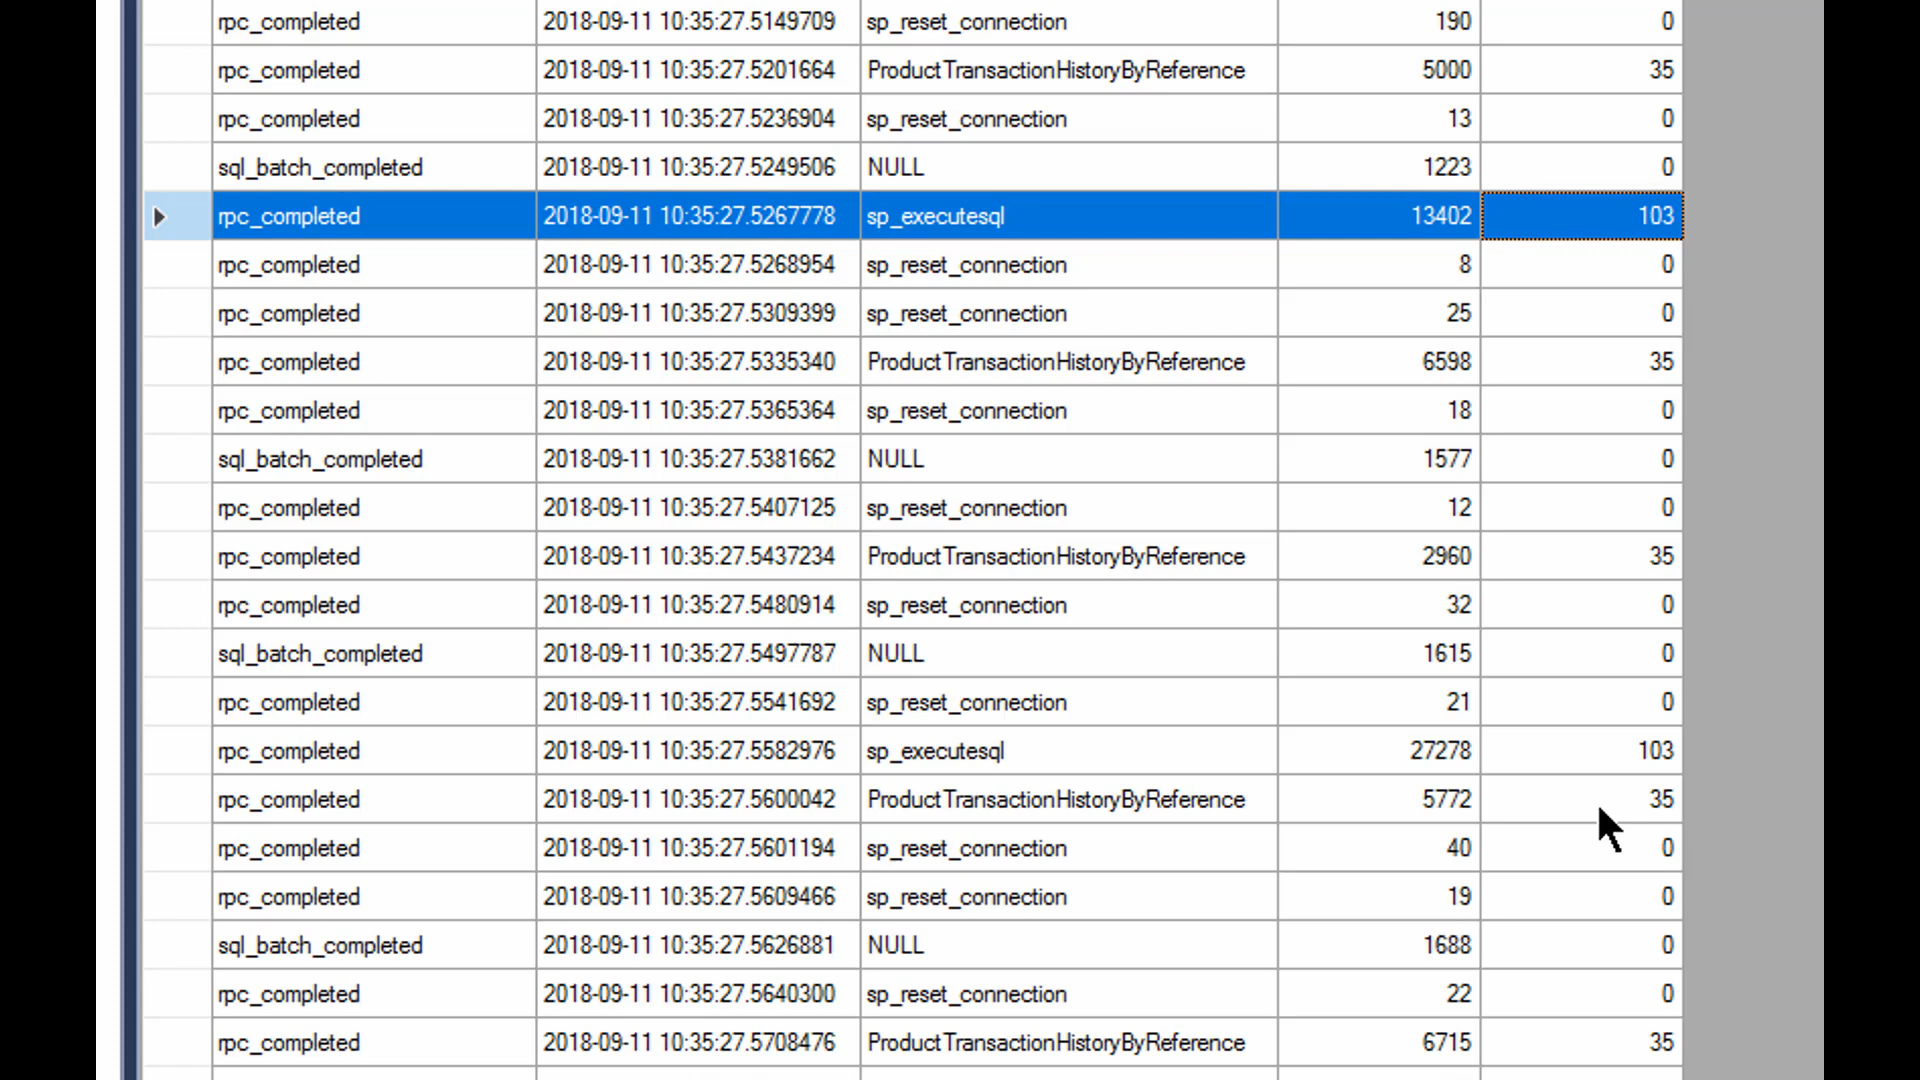 rpc_completed 2018-09-11 10:35:27.5149709 sp_reset_connection 190 0
rpc_completed 2018-09-11 10:35:27.5201664 ProductTransactionHistoryByReference 5000 35
rpc_completed 2018-09-11 10:35:27.5236904 sp_reset_connection 13 0
sql_batch_completed 2018-09-11 10:35:27.5249506 NULL 1223 0
rpc_completed 2018-09-11 10:35:27.5267778 sp_executesql 13402 103
rpc_completed 2018-09-11 10:35:27.5268954 sp_reset_connection 8 0
rpc_completed 2018-09-11 10:35:27.5309399 sp_reset_connection 25 0
rpc_completed 2018-09-11 10:35:27.5335340 ProductTransactionHistoryByReference 6598 35
rpc_completed 2018-09-11 10:35:27.5365364 sp_reset_connection 18 0
sql_batch_completed 2018-09-11 10:35:27.5381662 NULL 1577 0
rpc_completed 2018-09-11 10:35:27.5407125 sp_reset_connection 12 0
rpc_completed 2018-09-11 10:35:27.5437234 ProductTransactionHistoryByReference 2960 35
rpc_completed 2018-09-11 10:35:27.5480914 sp_reset_connection 32 0
sql_batch_completed 2018-09-11 10:35:27.5497787 NULL 1615 0
rpc_completed 2018-09-11 10:35:27.5541692 sp_reset_connection 21 0
rpc_completed 2018-09-11 10:35:27.5582976 sp_executesql 27278 103
rpc_completed 2018-09-11 10:35:27.5600042 ProductTransactionHistoryByReference 5772 35
rpc_completed 2018-09-11 10:35:27.5601194 sp_reset_connection 40 0
rpc_completed 2018-09-11 10:35:27.5609466 sp_reset_connection 19 0
sql_batch_completed 2018-09-11 10:35:27.5626881 NULL 1688 0
rpc_completed 2018-09-11 10:35:27.5640300 sp_reset_connection 22 0
rpc_completed 2018-09-11 10:35:27.5708476 ProductTransactionHistoryByReference 6715 35